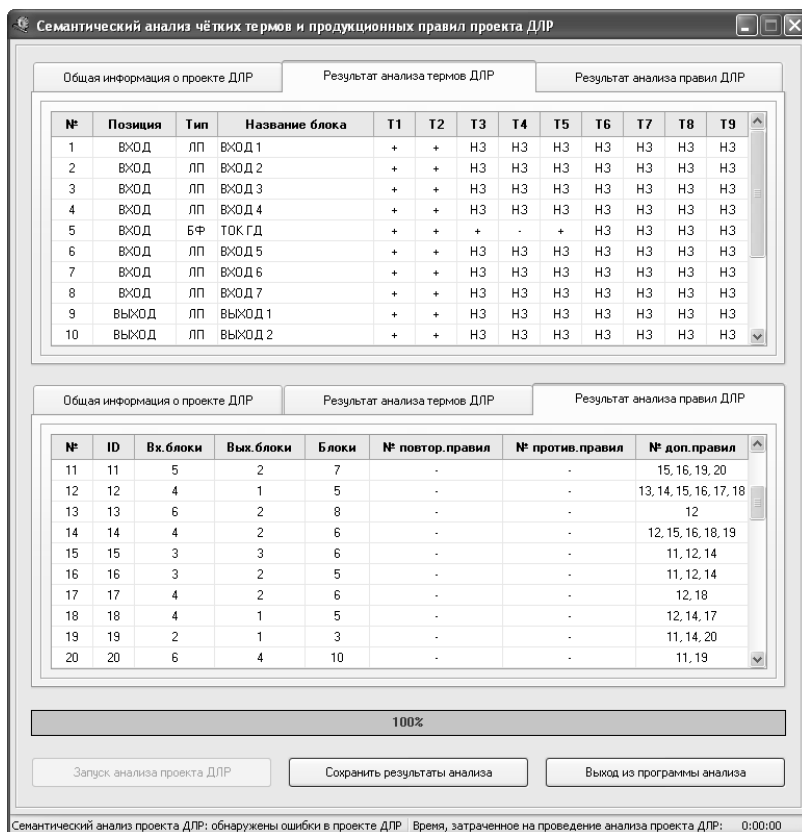 Семантический анализ чётких термов и продукционных правил проекта ДЛР
Общая информация о проекте ДЛР Результат анализа термов ДЛР Результат анализа правил ДЛР
№ Позиция Тип Название блока Т1 Т2 Т3 Т4 Т5 Т6 Т7 Т8 Т9
1 ВХОД ЛП ВХОД 1 + + НЗ НЗ НЗ НЗ НЗ НЗ НЗ
2 ВХОД ЛП ВХОД 2 + + НЗ НЗ НЗ НЗ НЗ НЗ НЗ
3 ВХОД ЛП ВХОД 3 + + НЗ НЗ НЗ НЗ НЗ НЗ НЗ
4 ВХОД ЛП ВХОД 4 + + НЗ НЗ НЗ НЗ НЗ НЗ НЗ
5 ВХОД БФ ТОК ГД + + + - + НЗ НЗ НЗ НЗ
6 ВХОД ЛП ВХОД 5 + + НЗ НЗ НЗ НЗ НЗ НЗ НЗ
7 ВХОД ЛП ВХОД 6 + + НЗ НЗ НЗ НЗ НЗ НЗ НЗ
8 ВХОД ЛП ВХОД 7 + + НЗ НЗ НЗ НЗ НЗ НЗ НЗ
9 ВЫХОД ЛП ВЫХОД 1 + + НЗ НЗ НЗ НЗ НЗ НЗ НЗ
10 ВЫХОД ЛП ВЫХОД 2 + + НЗ НЗ НЗ НЗ НЗ НЗ НЗ
Общая информация о проекте ДЛР Результат анализа термов ДЛР Результат анализа правил ДЛР
№ ID Вх.блоки Вых.блоки Блоки № повтор.правил № против.правил № доп.правил
11 11 5 2 7 - - 15, 16, 19, 20
12 12 4 1 5 - - 13, 14, 15, 16, 17, 18
13 13 6 2 8 - - 12
14 14 4 2 6 - - 12, 15, 16, 18, 19
15 15 3 3 6 - - 11, 12, 14
16 16 3 2 5 - - 11, 12, 14
17 17 4 2 6 - - 12, 18
18 18 4 1 5 - - 12, 14, 17
19 19 2 1 3 - - 11, 14, 20
20 20 6 4 10 - - 11, 19
100%
Запуск анализа проекта ДЛР Сохранить результаты анализа Выход из программы анализа
Семантический анализ проекта ДЛР: обнаружены ошибки в проекте ДЛР Время, затраченное на проведение анализа проекта ДЛР: 0:00:00